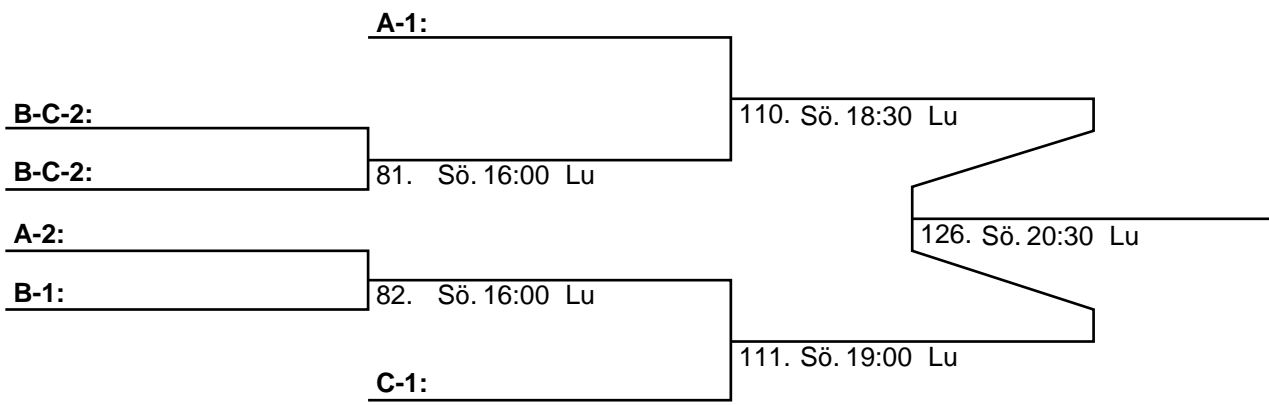 A-1:
B-C-2:
110. Sö. 18:30 Lu
B-C-2:
81. Sö. 16:00 Lu
A-2:
126. Sö. 20:30 Lu
B-1:
82. Sö. 16:00 Lu
111. Sö. 19:00 Lu
C-1: